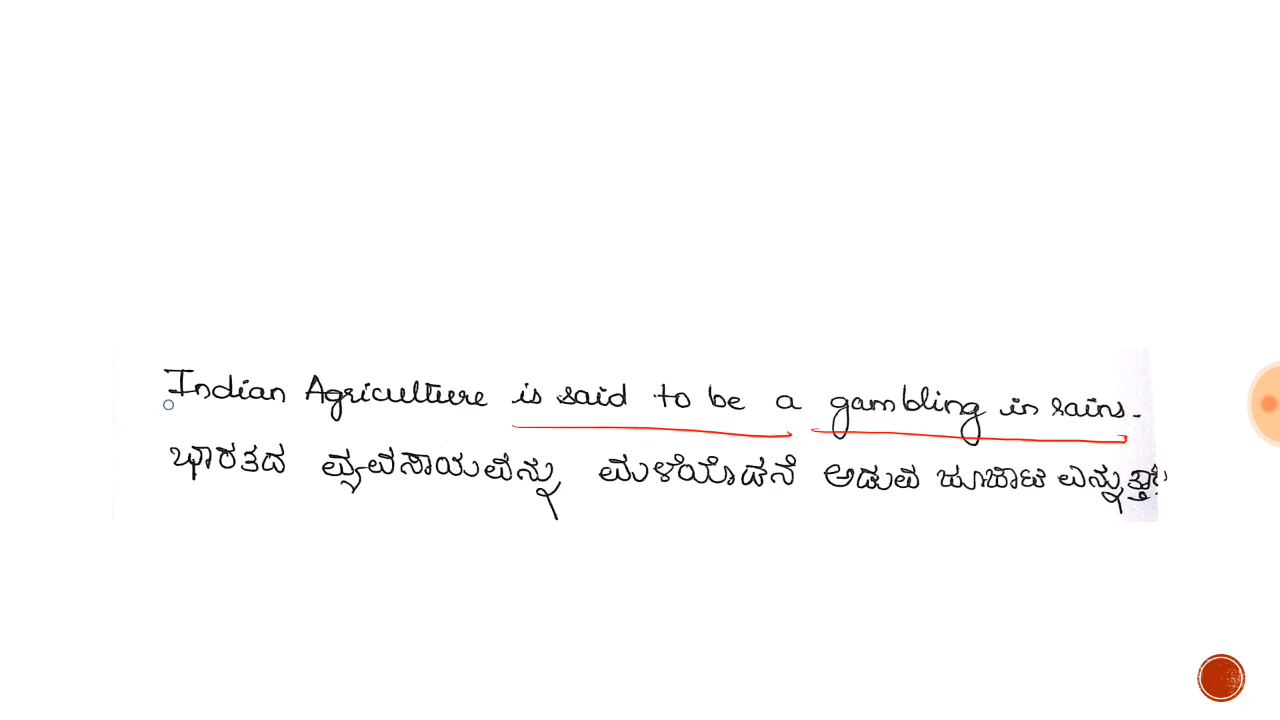 Indian Agriculture is said to be a gambling in rains.
ಭಾರತದ ವ್ಯವಸಾಯವನ್ನು ಮಳೆಯೊಡನೆ ಆಡುವ ಜೂಜಾಟ ಎನ್ನುತ್ತಾರೆ.